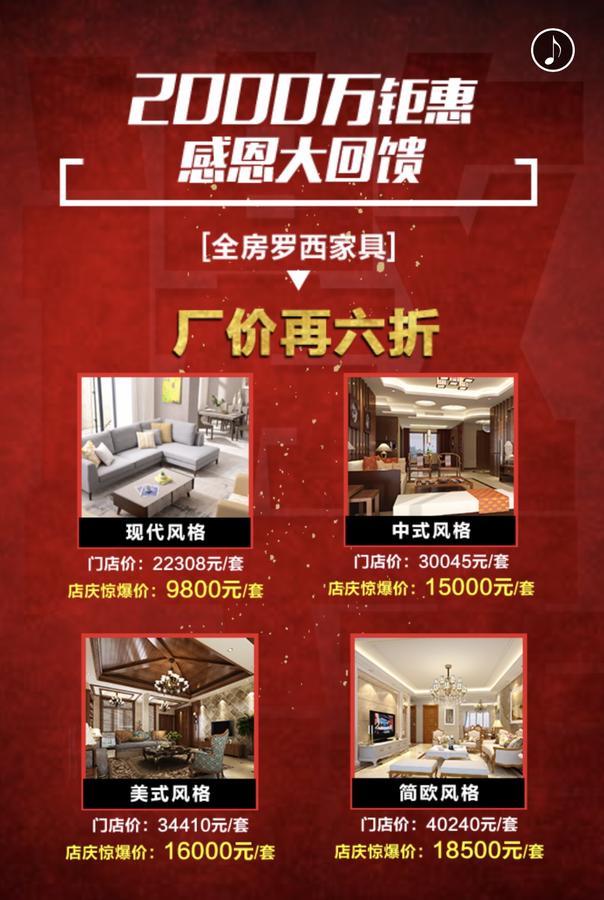 2000万钜惠
感恩大回馈
[全房罗西家具]
厂价再六折
现代风格
门店价：22308元/套
店庆惊爆价：9800元/套
中式风格
门店价：30045元/套
店庆惊爆价：15000元/套
美式风格
门店价：34410元/套
店庆惊爆价：16000元/套
简欧风格
门店价：40240元/套
店庆惊爆价：18500元/套